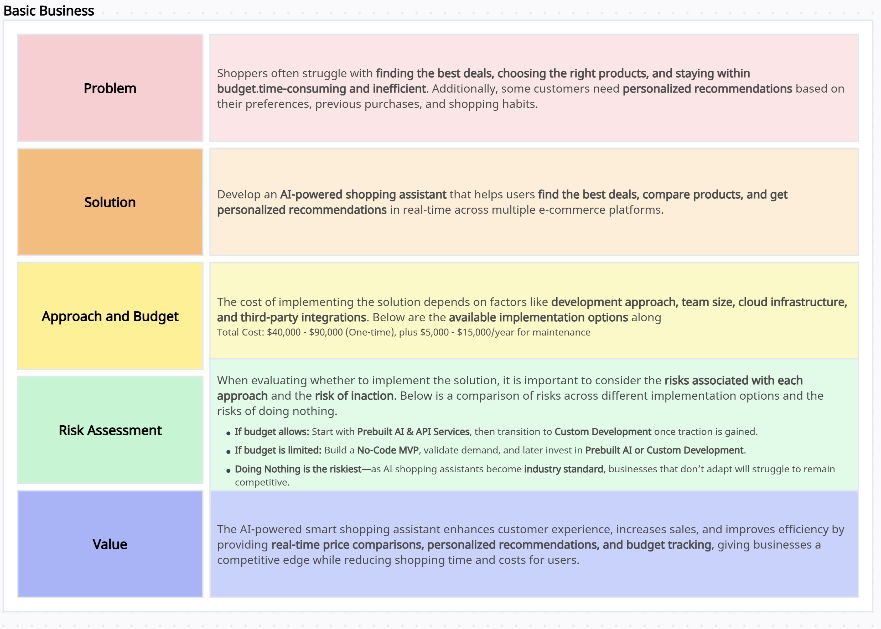 Basic Business
Problem
Shoppers often struggle with finding the best deals, choosing the right products, and staying within
budget.time-consuming and inefficient. Additionally, some customers need personalized recommendations based on
their preferences, previous purchases, and shopping habits.
Solution
Develop an AI-powered shopping assistant that helps users find the best deals, compare products, and get
personalized recommendations in real-time across multiple e-commerce platforms.
Approach and Budget
The cost of implementing the solution depends on factors like development approach, team size, cloud infrastructure,
and third-party integrations. Below are the available implementation options along
Total Cost: $40,000 - $90,000 (One-time), plus $5,000 - $15,000/year for maintenance
Risk Assessment
When evaluating whether to implement the solution, it is important to consider the risks associated with each
approach and the risk of inaction. Below is a comparison of risks across different implementation options and the
risks of doing nothing.
• If budget allows: Start with Prebuilt AI & API Services, then transition to Custom Development once traction is gained.
• If budget is limited: Build a No-Code MVP, validate demand, and later invest in Prebuilt AI or Custom Development.
• Doing Nothing is the riskiest—as AI shopping assistants become industry standard, businesses that don't adapt will struggle to remain
competitive.
Value
The AI-powered smart shopping assistant enhances customer experience, increases sales, and improves efficiency by
providing real-time price comparisons, personalized recommendations, and budget tracking, giving businesses a
competitive edge while reducing shopping time and costs for users.